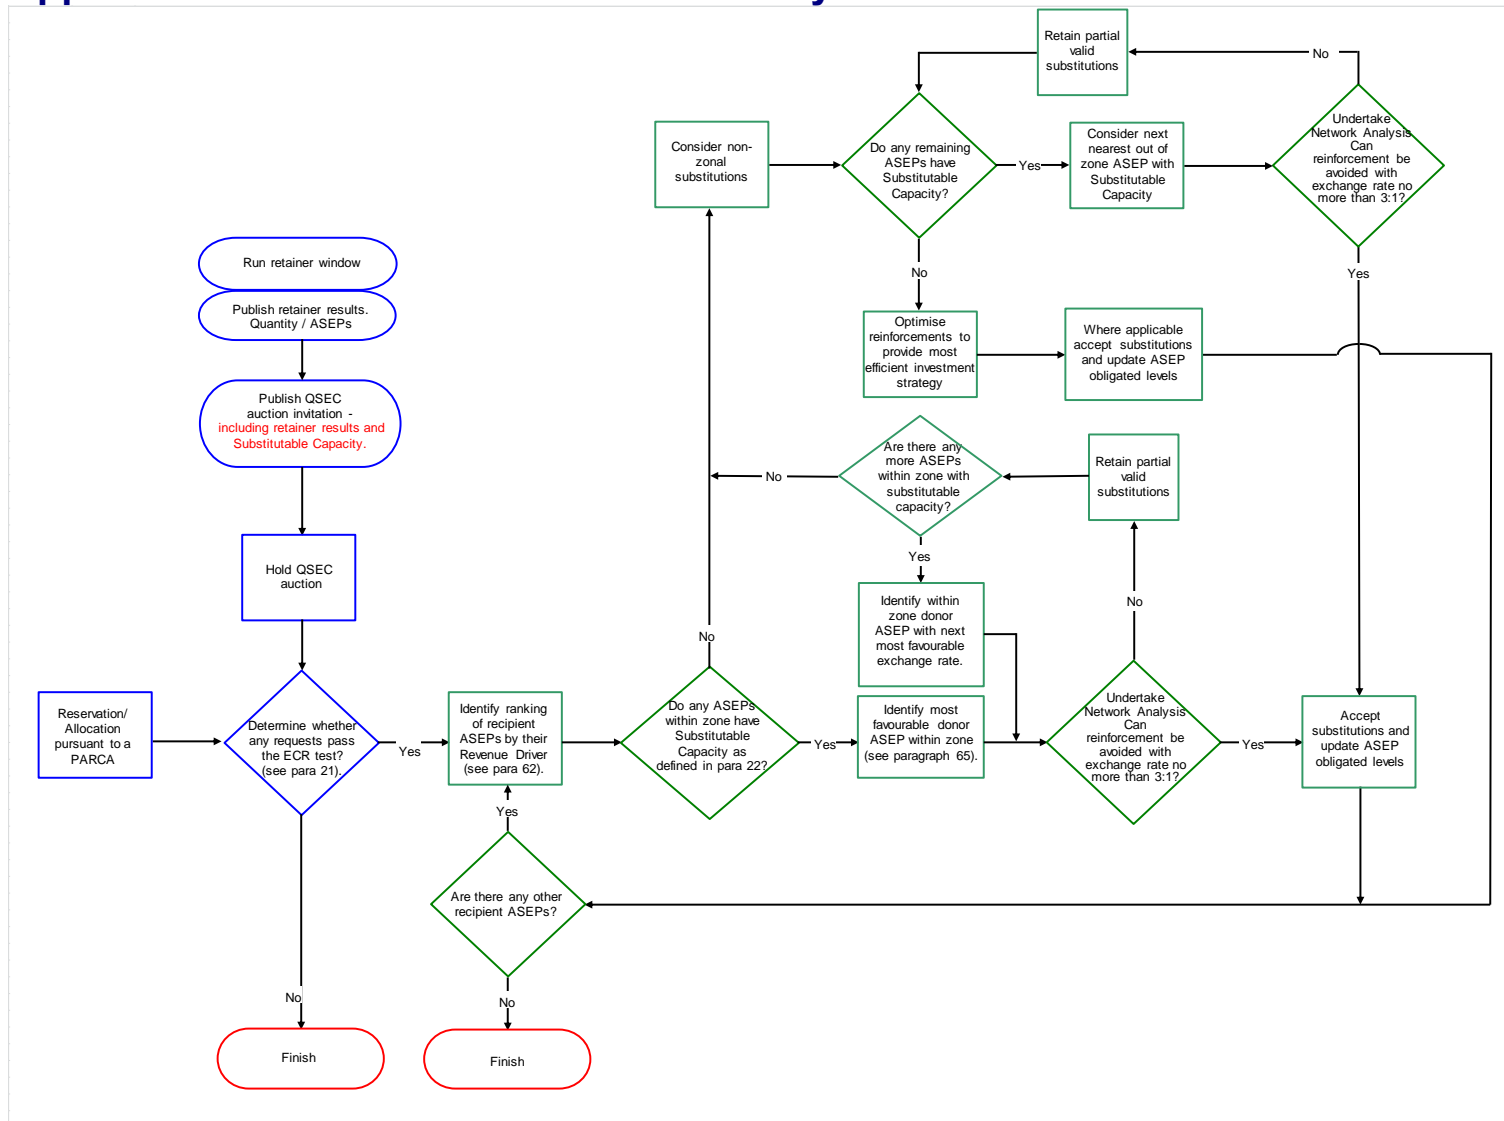 Run retainer window
Publish retainer results.
Quantity / ASEPs
Publish QSEC
auction invitation -
including retainer results and
Substitutable Capacity.
Hold QSEC
auction
Reservation/
Allocation
pursuant to a
PARCA
Determine whether
any requests pass
the ECR test?
(see para 21).
Yes
No
Finish
Identify ranking
of recipient
ASEPs by their
Revenue Driver
(see para 62).
Yes
Are there any other
recipient ASEPs?
No
Finish
Do any ASEPs
within zone have
Substitutable
Capacity as
defined in para 22?
No
Yes
Consider non-
zonal
substitutions
Do any remaining
ASEPs have
Substitutable
Capacity?
Yes
No
Consider next
nearest out of
zone ASEP with
Substitutable
Capacity
Undertake
Network Analysis
Can
reinforcement be
avoided with
exchange rate no
more than 3:1?
No
Yes
Retain partial
valid
substitutions
Optimise
reinforcements to
provide most
efficient investment
strategy
Where applicable
accept substitutions
and update ASEP
obligated levels
Are there any
more ASEPs
within zone with
substitutable
capacity?
No
Yes
Retain partial
valid
substitutions
Identify within
zone donor
ASEP with next
most favourable
exchange rate.
Identify most
favourable donor
ASEP within zone
(see paragraph 65).
Undertake
Network Analysis
Can
reinforcement be
avoided with
exchange rate no
more than 3:1?
No
Yes
Accept
substitutions and
update ASEP
obligated levels